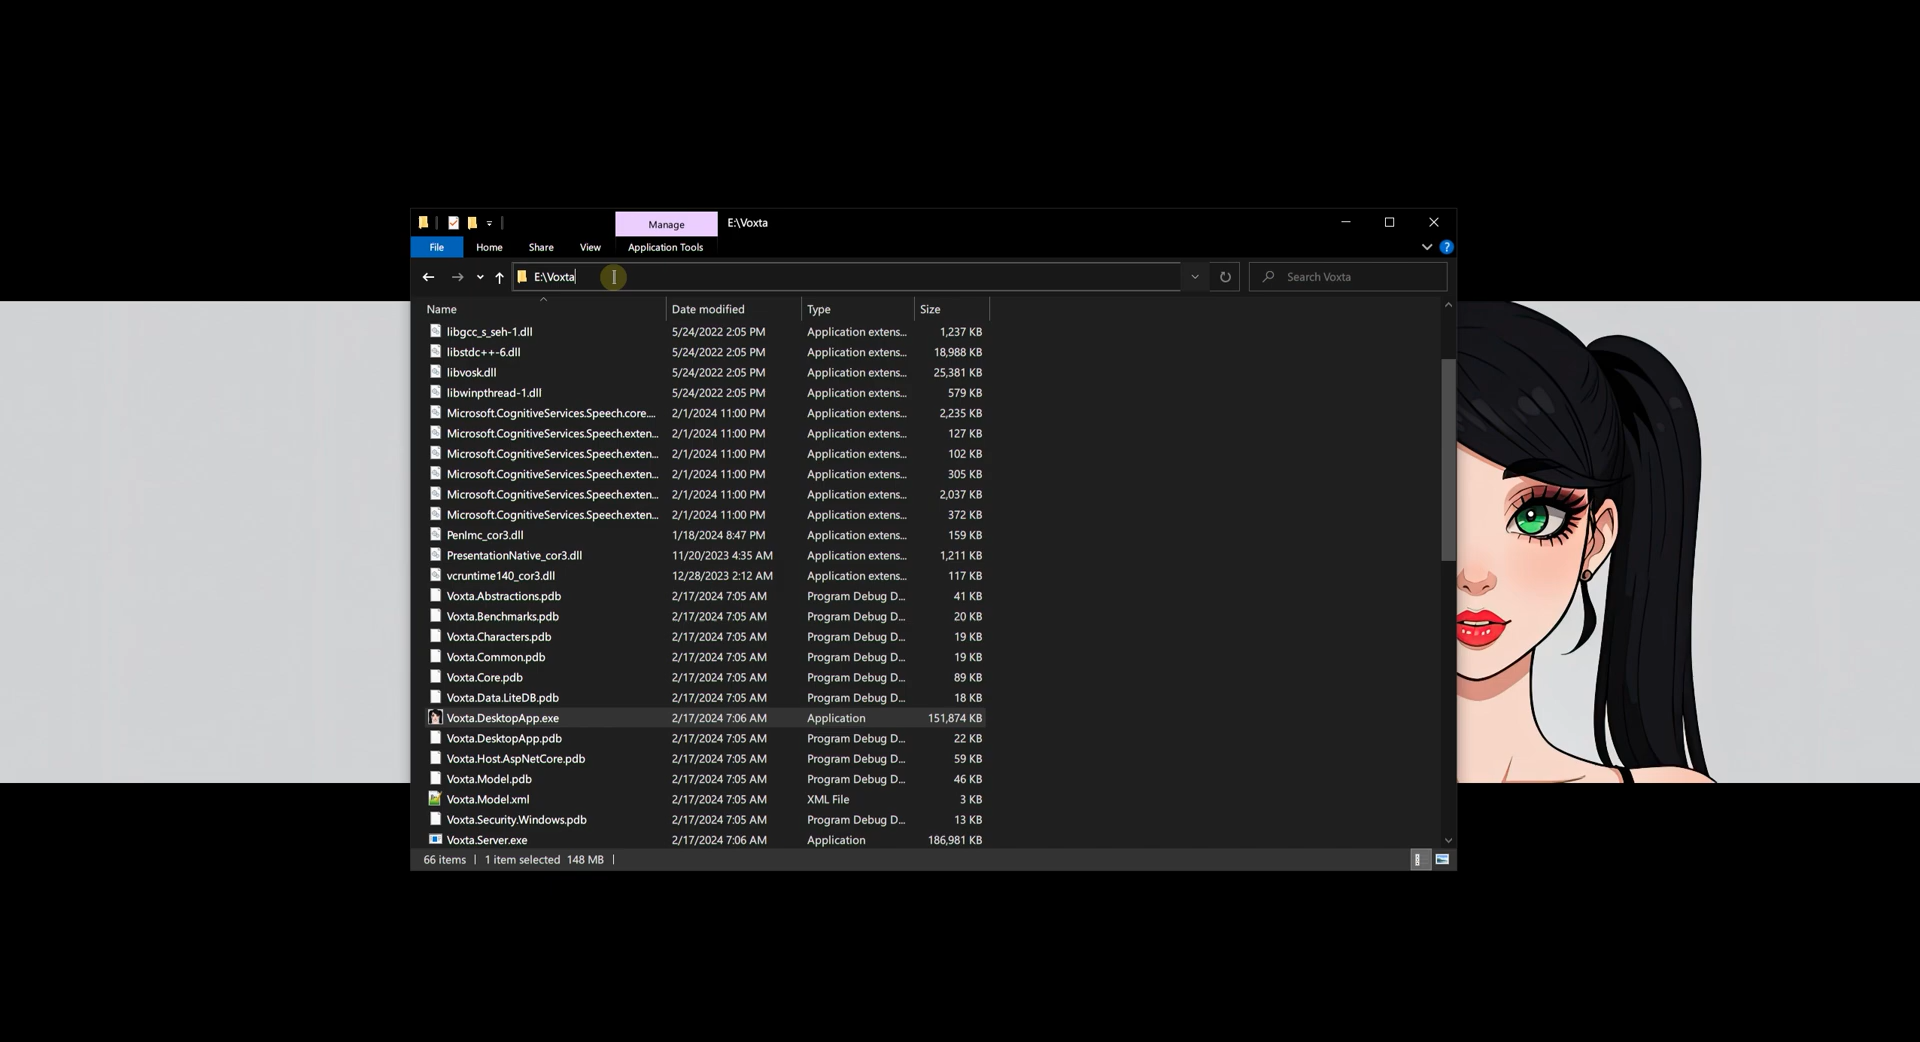 Manage E:\Voxta
File Home Share View Application Tools
E:\Voxta Search Voxta
Name Date modified Type Size
libgcc_s_seh-1.dll 5/24/2022 2:05 PM Application extens... 1,237 KB
libstdc++-6.dll 5/24/2022 2:05 PM Application extens... 18,988 KB
libvosk.dll 5/24/2022 2:05 PM Application extens... 25,381 KB
libwinpthread-1.dll 5/24/2022 2:05 PM Application extens... 579 KB
Microsoft.CognitiveServices.Speech.core.... 2/1/2024 11:00 PM Application extens... 2,235 KB
Microsoft.CognitiveServices.Speech.exten... 2/1/2024 11:00 PM Application extens... 127 KB
Microsoft.CognitiveServices.Speech.exten... 2/1/2024 11:00 PM Application extens... 102 KB
Microsoft.CognitiveServices.Speech.exten... 2/1/2024 11:00 PM Application extens... 305 KB
Microsoft.CognitiveServices.Speech.exten... 2/1/2024 11:00 PM Application extens... 2,037 KB
Microsoft.CognitiveServices.Speech.exten... 2/1/2024 11:00 PM Application extens... 372 KB
PenImc_cor3.dll 1/18/2024 8:47 PM Application extens... 159 KB
PresentationNative_cor3.dll 11/20/2023 4:35 AM Application extens... 1,211 KB
vcruntime140_cor3.dll 12/28/2023 2:12 AM Application extens... 117 KB
Voxta.Abstractions.pdb 2/17/2024 7:05 AM Program Debug D... 41 KB
Voxta.Benchmarks.pdb 2/17/2024 7:05 AM Program Debug D... 20 KB
Voxta.Characters.pdb 2/17/2024 7:05 AM Program Debug D... 19 KB
Voxta.Common.pdb 2/17/2024 7:05 AM Program Debug D... 19 KB
Voxta.Core.pdb 2/17/2024 7:05 AM Program Debug D... 89 KB
Voxta.Data.LiteDB.pdb 2/17/2024 7:05 AM Program Debug D... 18 KB
Voxta.DesktopApp.exe 2/17/2024 7:06 AM Application 151,874 KB
Voxta.DesktopApp.pdb 2/17/2024 7:05 AM Program Debug D... 22 KB
Voxta.Host.AspNetCore.pdb 2/17/2024 7:05 AM Program Debug D... 59 KB
Voxta.Model.pdb 2/17/2024 7:05 AM Program Debug D... 46 KB
Voxta.Model.xml 2/17/2024 7:05 AM XML File 3 KB
Voxta.Security.Windows.pdb 2/17/2024 7:05 AM Program Debug D... 13 KB
Voxta.Server.exe 2/17/2024 7:06 AM Application 186,981 KB
66 items 1 item selected 148 MB